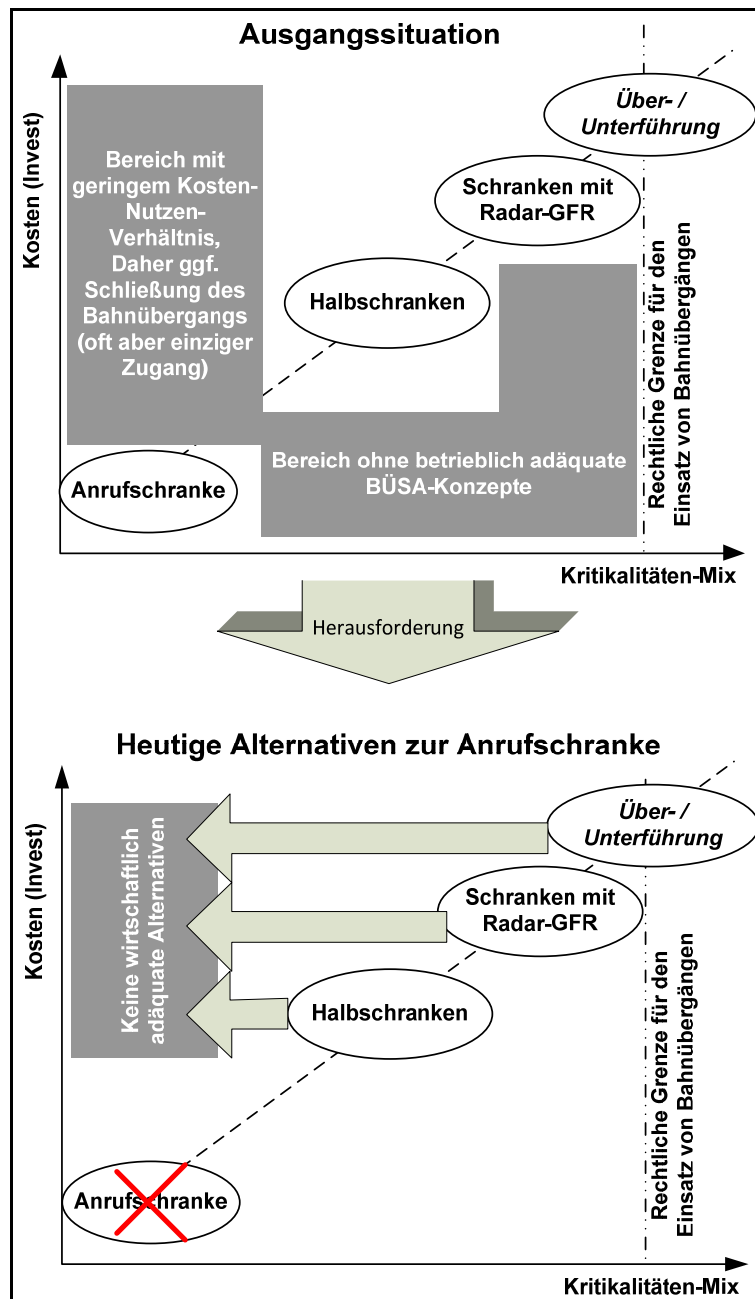 Ausgangssituation
Kosten (Invest)
Über- /
Unterführung
Bereich mit
geringem Kosten-
Nutzen-
Verhältnis,
Daher ggf.
Schließung des
Bahnübergangs
(oft aber einziger
Zugang)
Schranken mit
Radar-GFR
Halbschranken
Anrufschranke
Bereich ohne betrieblich adäquate
BÜSA-Konzepte
Rechtliche Grenze für den
Einsatz von Bahnübergängen
Kritikalitäten-Mix
Herausforderung
Heutige Alternativen zur Anrufschranke
Kosten (Invest)
Über- /
Unterführung
Keine wirtschaftlich
adäquate Alternativen
Schranken mit
Radar-GFR
Halbschranken
Anrufschranke
Rechtliche Grenze für den
Einsatz von Bahnübergängen
Kritikalitäten-Mix